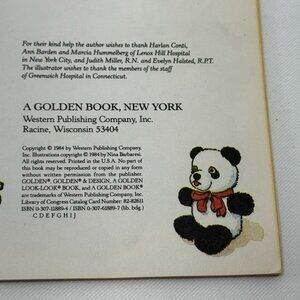 For their kind help the author wishes to thank Harlan Conti,
Ann Barden and Marcia Hummelberg of Lenox Hill Hospital
in New York City, and Judith Miller, R.N. and Evelyn Halsted, R.P.T.
The illustrator wishes to thank the members of the staff
of Greenwich Hospital in Connecticut.
A GOLDEN BOOK, NEW YORK
Western Publishing Company, Inc.
Racine, Wisconsin 53404
Copyright © 1984 by Western Publishing Company,
Inc. Illustrations copyright © 1984 by Nina Barbaresi.
All rights reserved. Printed in the U.S.A. No part of
this book may be reproduced or copied in any form
without written permission from the publisher.
GOLDEN®, GOLDEN® & DESIGN, A GOLDEN
LOOK-LOOK® BOOK, and A GOLDEN BOOK®
are trademarks of Western Publishing Company, Inc.
Library of Congress Catalog Card Number: 82-82611
ISBN 0-307-11889-4 / ISBN 0-307-61889-7 (lib. bdg.)
C D E F G H I J